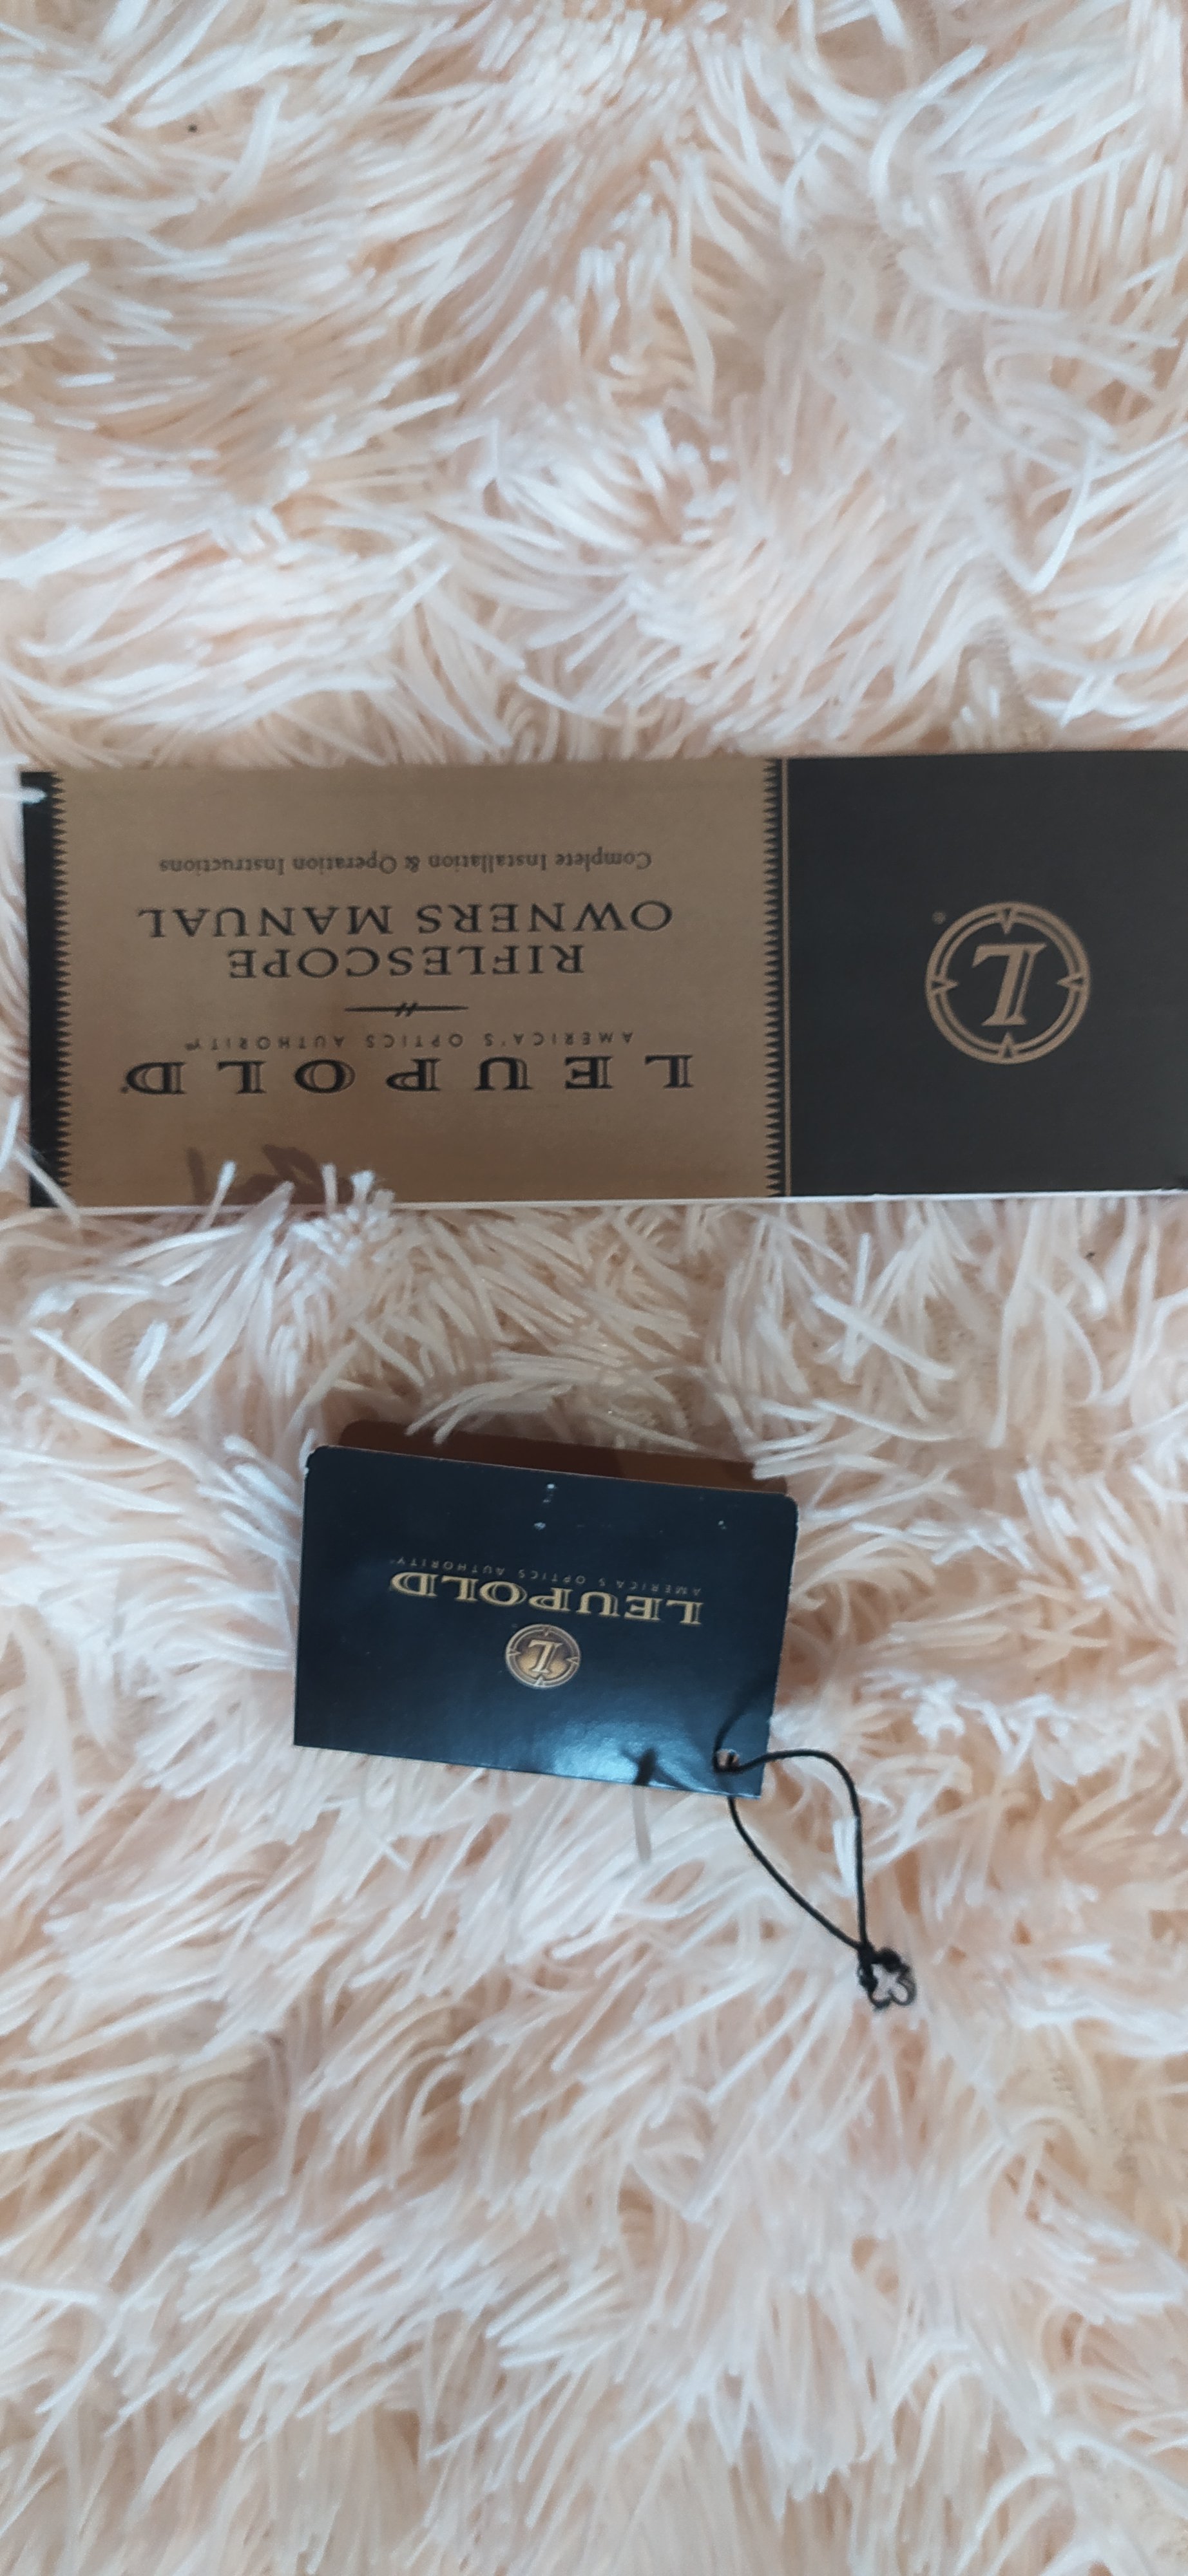 L
LEUPOLD
AMERICA'S OPTICS AUTHORITY
RIFLESCOPE
OWNERS MANUAL
Complete Installation & Operation Instructions
L
LEUPOLD
AMERICA'S OPTICS AUTHORITY